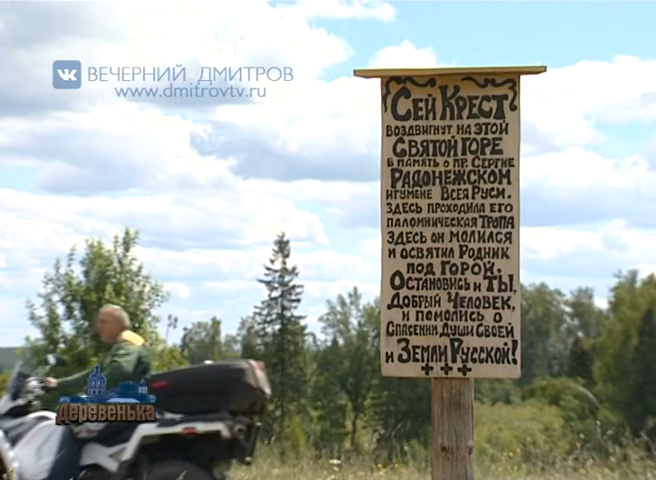 ВЕЧЕРНИЙ ДМИТРОВ
www.dmitrovtv.ru
Сей Крест
воздвигнут на этой
Святой Горе
в память о пр. Сергие
Радонежском
игумене Всея Руси.
Здесь проходила его
паломническая тропа
Здесь он молился
и освятил Родник
под горой.
Остановись и ты,
Добрый Человек,
и помолись о
Спасении Души Своей
и Земли Русской!
ДЕРЕВЕНЬКА